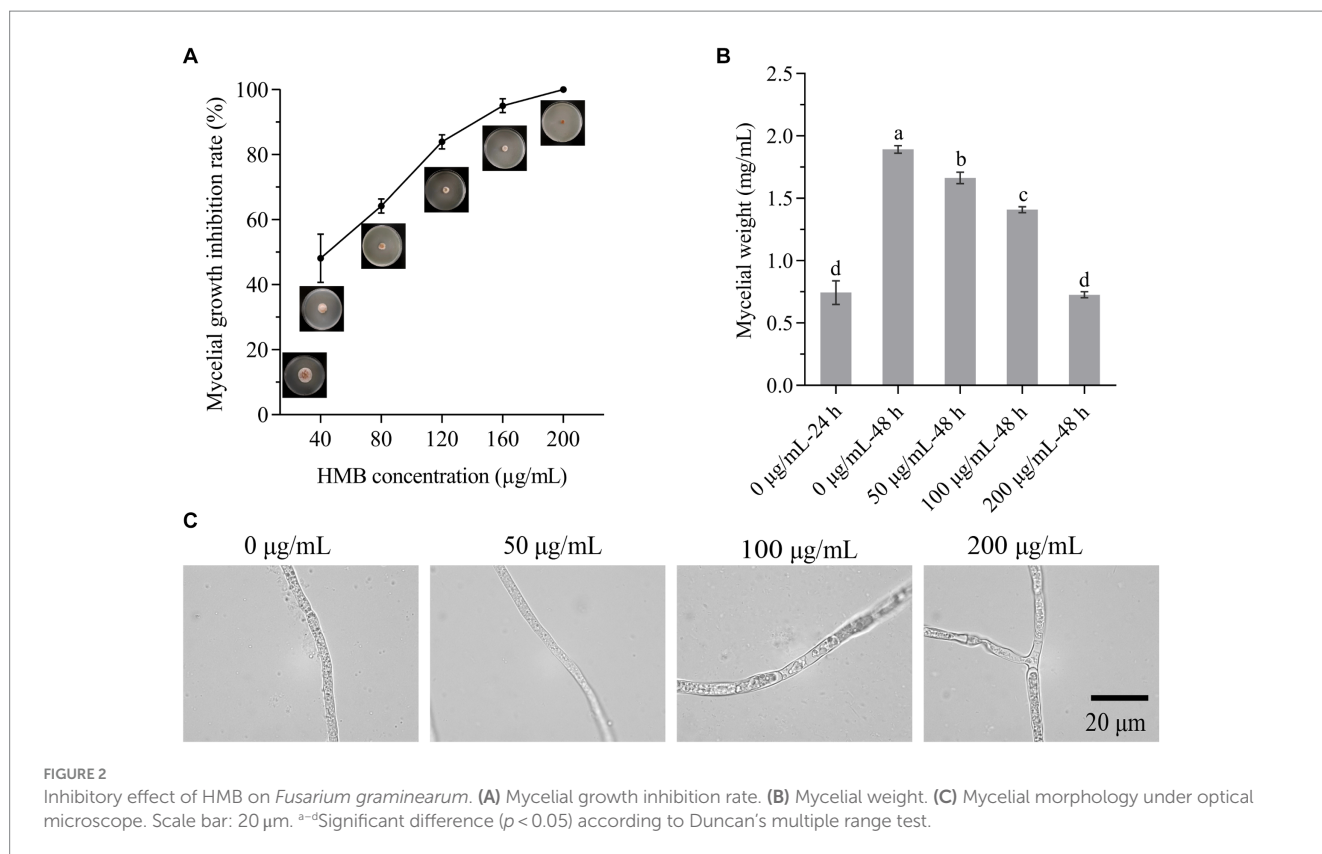 A
Mycelial growth inhibition rate (%)
100
80
60
40
20
0
40 80 120 160 200
HMB concentration (µg/mL)
B
Mycelial weight (mg/mL)
2.5
2.0
1.5
1.0
0.5
0.0
d a b c d
0 µg/mL-24 h
0 µg/mL-48 h
50 µg/mL-48 h
100 µg/mL-48 h
200 µg/mL-48 h
C
0 µg/mL 50 µg/mL 100 µg/mL 200 µg/mL
20 µm
FIGURE 2
Inhibitory effect of HMB on Fusarium graminearum. (A) Mycelial growth inhibition rate. (B) Mycelial weight. (C) Mycelial morphology under optical
microscope. Scale bar: 20 µm. a–dSignificant difference (p < 0.05) according to Duncan’s multiple range test.